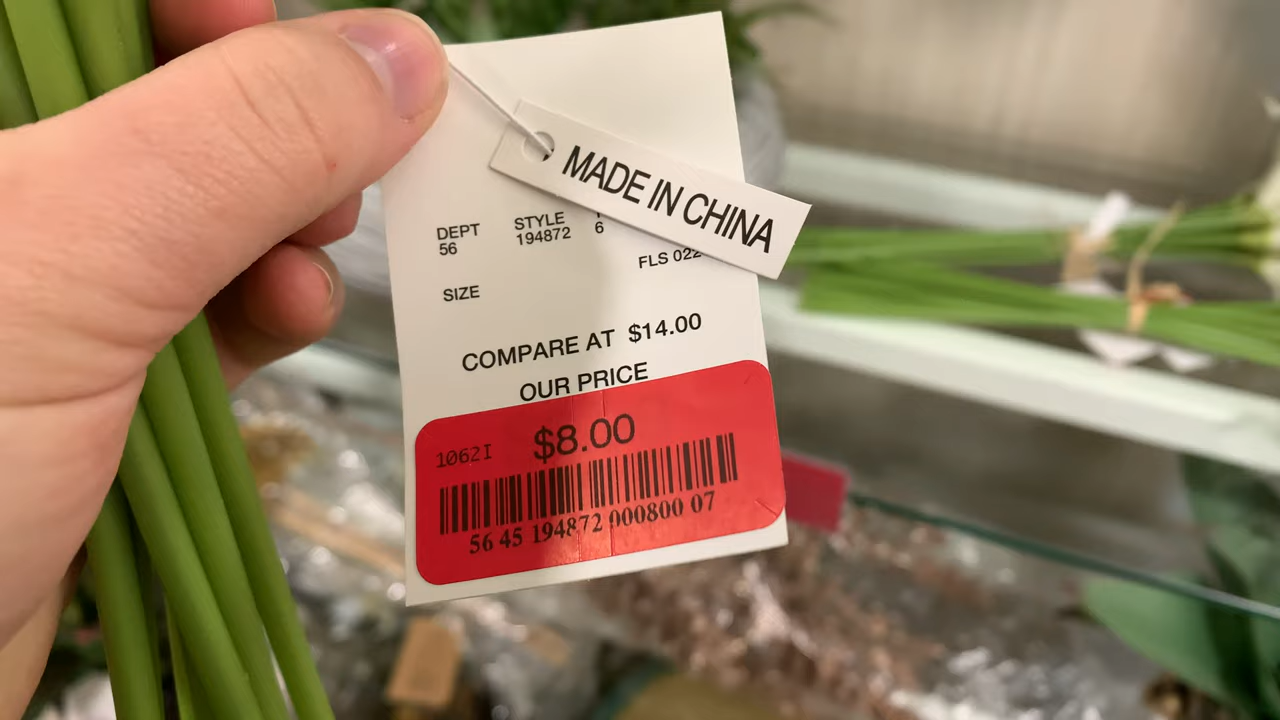 MADE IN CHINA
DEPT STYLE
56 194872 6
FLS 022
SIZE
COMPARE AT $14.00
OUR PRICE
1062I $8.00
56 45 194872 000800 07